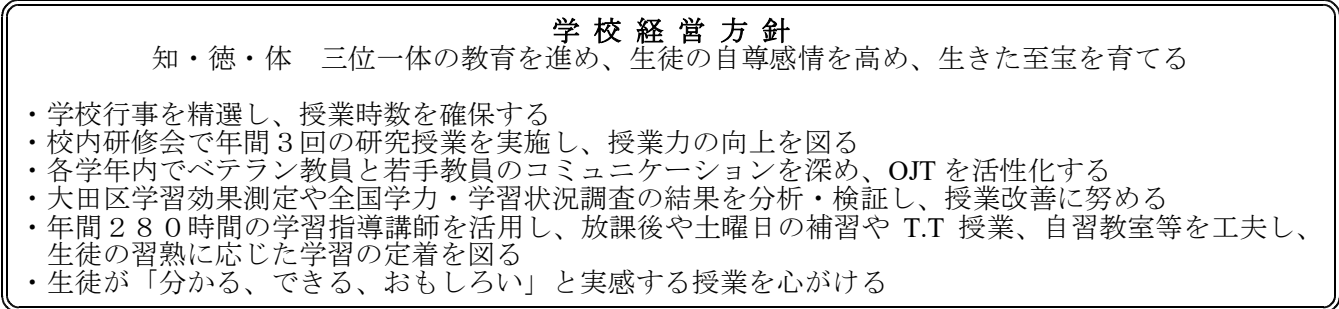 学 校 経 営 方 針
知・徳・体　三位一体の教育を進め、生徒の自尊感情を高め、生きた至宝を育てる
・学校行事を精選し、授業時数を確保する
・校内研修会で年間３回の研究授業を実施し、授業力の向上を図る
・各学年内でベテラン教員と若手教員のコミュニケーションを深め、OJT を活性化する
・大田区学習効果測定や全国学力・学習状況調査の結果を分析・検証し、授業改善に努める
・年間２８０時間の学習指導講師を活用し、放課後や土曜日の補習や T.T 授業、自習教室等を工夫し、
生徒の習熟に応じた学習の定着を図る
・生徒が「分かる、できる、おもしろい」と実感する授業を心がける